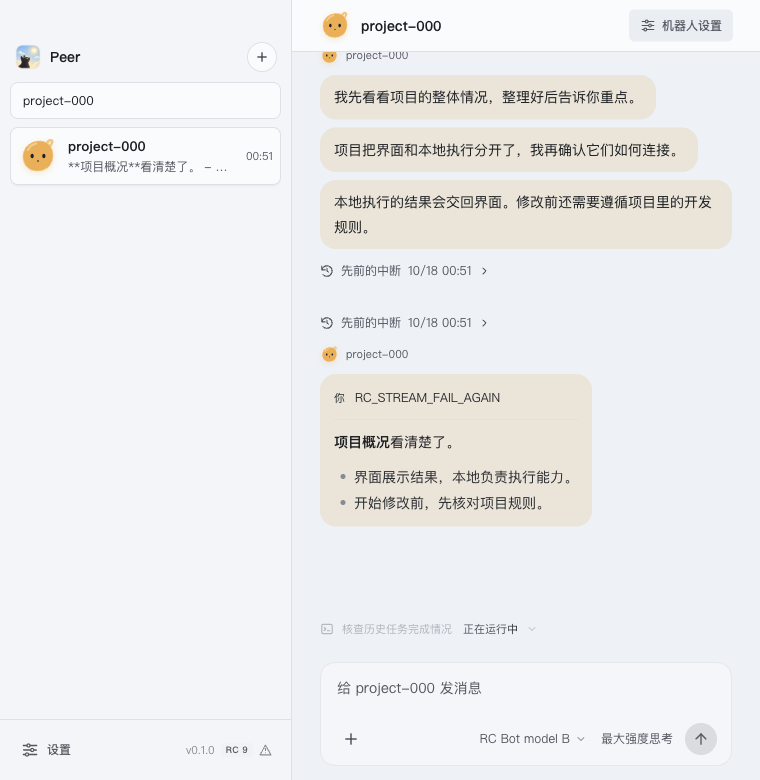 Peer
project-000
project-000
00:51
**项目概况**看清楚了。 - …
设置
v0.1.0 RC 9
project-000
机器人设置
project-000
我先看看项目的整体情况，整理好后告诉你重点。
项目把界面和本地执行分开了，我再确认它们如何连接。
本地执行的结果会交回界面。修改前还需要遵循项目里的开发
规则。
先前的中断 10/18 00:51
先前的中断 10/18 00:51
project-000
你 RC_STREAM_FAIL_AGAIN
项目概况看清楚了。
界面展示结果，本地负责执行能力。
开始修改前，先核对项目规则。
核查历史任务完成情况 正在运行中
给 project-000 发消息
RC Bot model B 最大强度思考